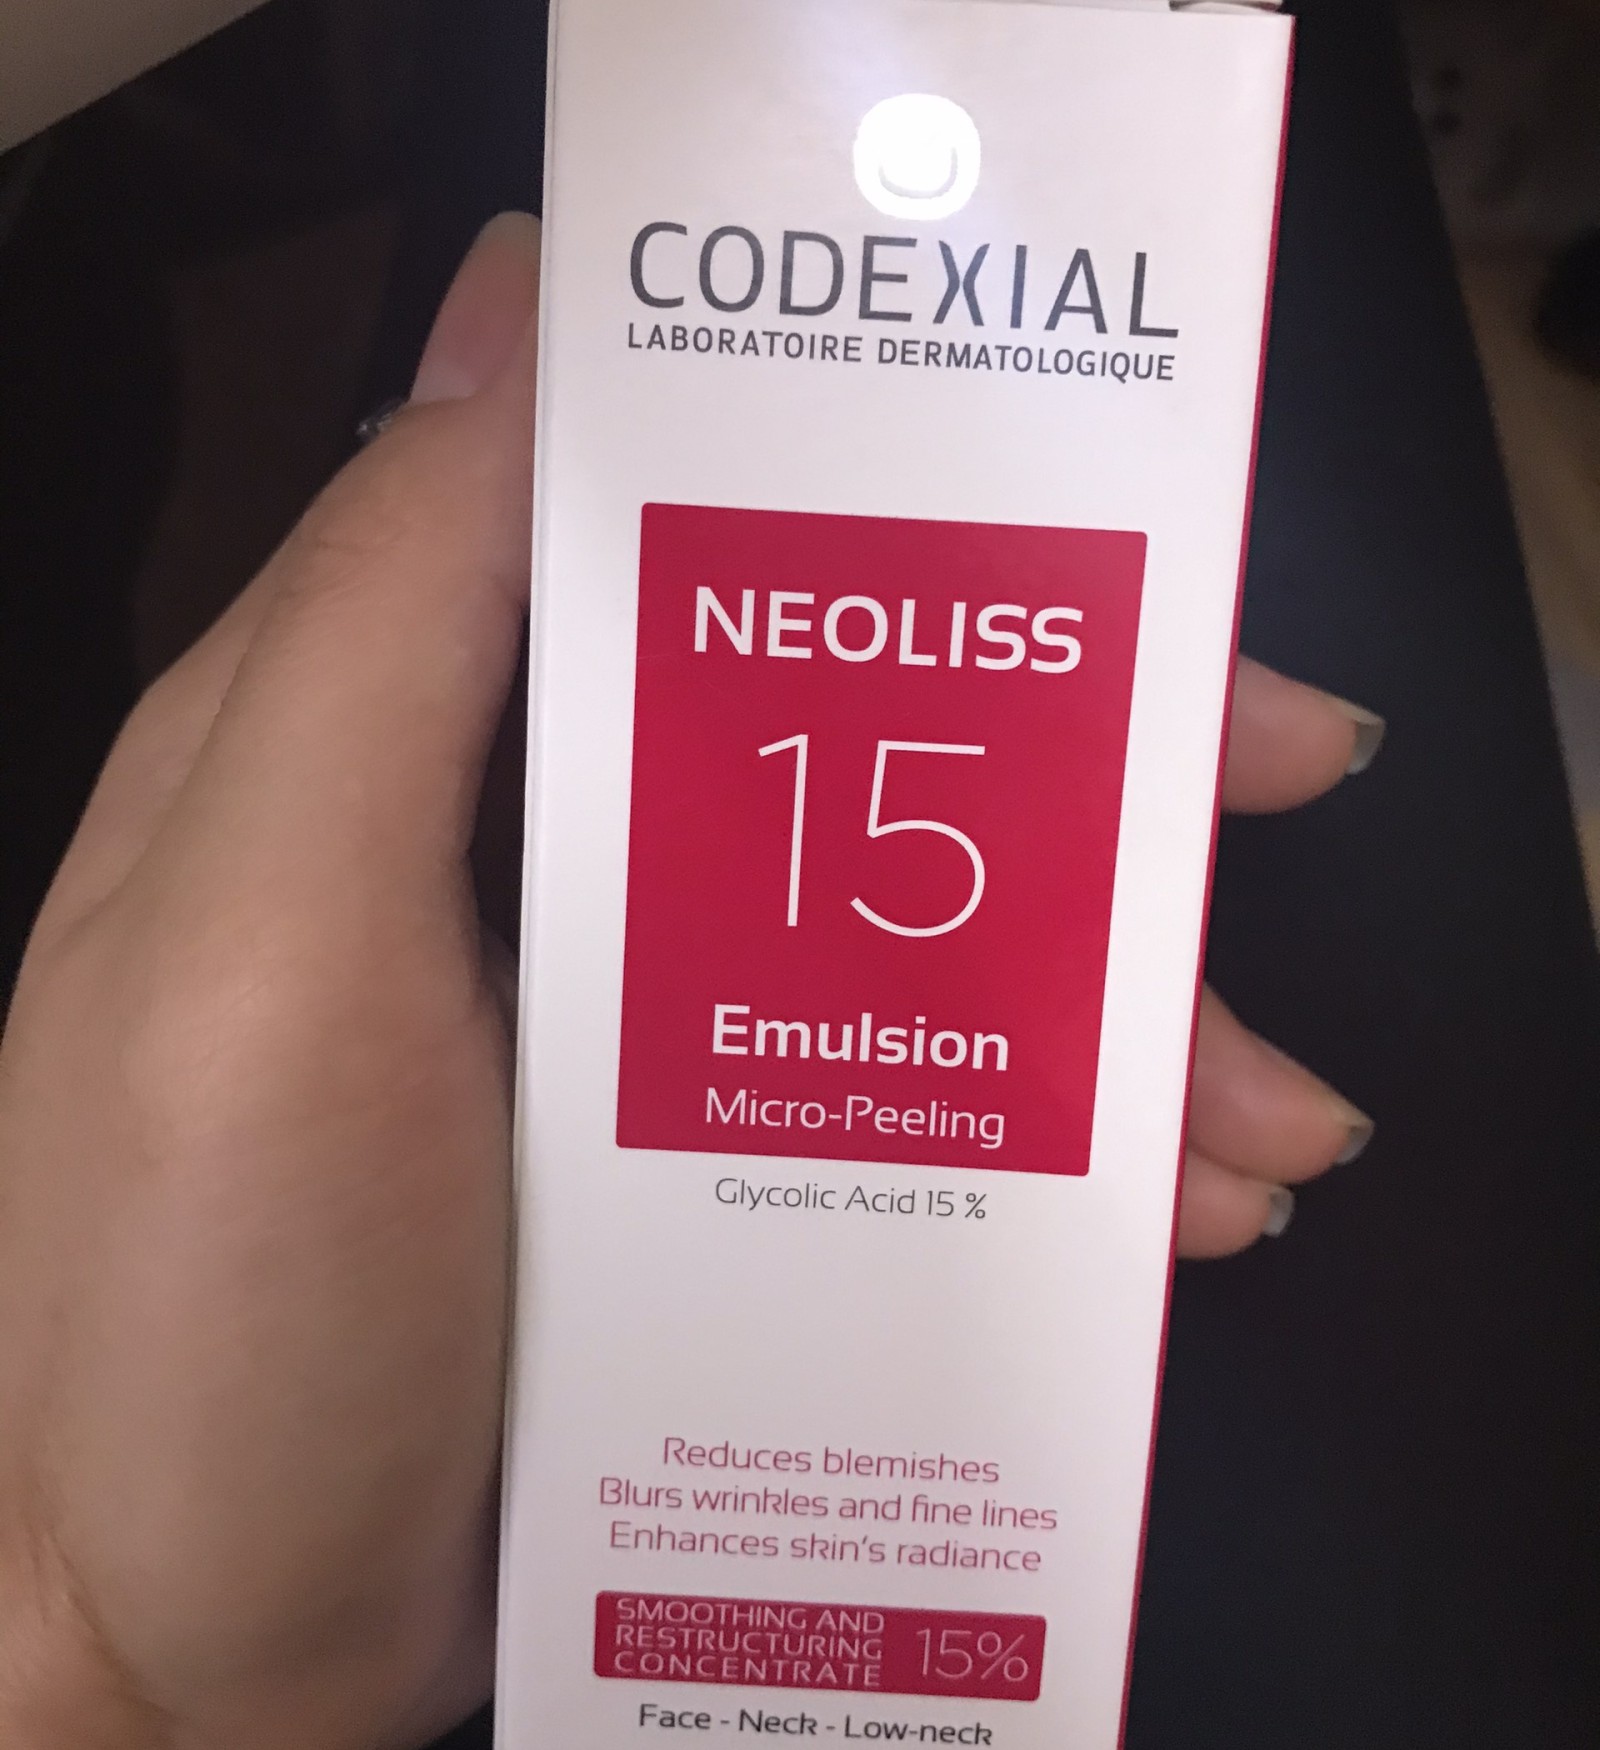 CODEXIAL
LABORATOIRE DERMATOLOGIQUE
NEOLISS
15
Emulsion
Micro-Peeling
Glycolic Acid 15 %
Reduces blemishes
Blurs wrinkles and fine lines
Enhances skin's radiance
SMOOTHING AND
RESTRUCTURING
CONCENTRATE
15%
Face - Neck - Low-neck